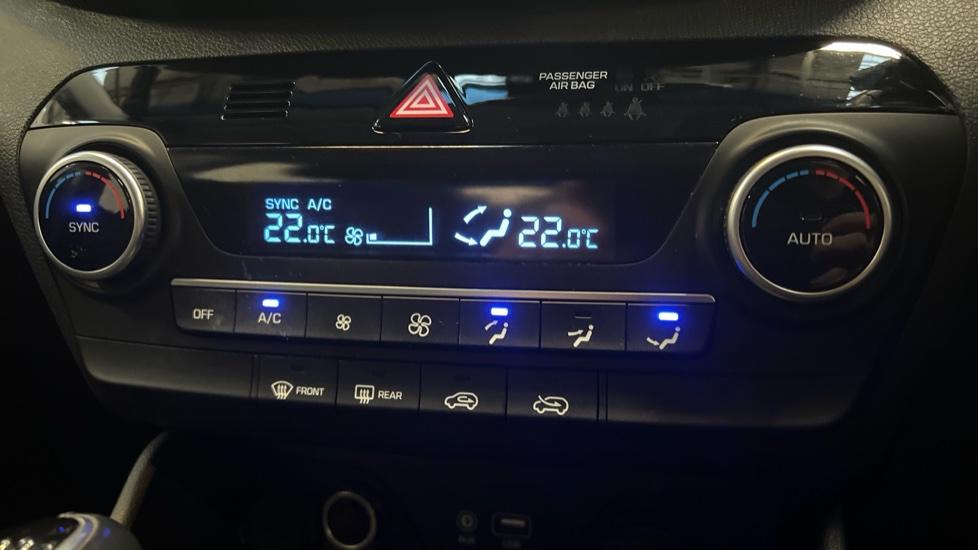 PASSENGER
AIR BAG
ON OFF
SYNC A/C
22.0°C
22.0°C
SYNC
AUTO
OFF
A/C
FRONT
REAR